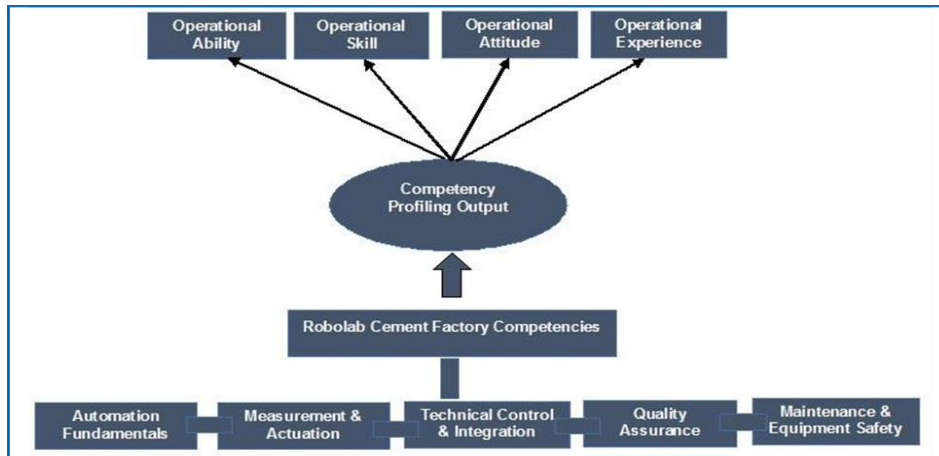 Operational
Ability
Operational
Skill
Operational
Attitude
Operational
Experience
Competency
Profiling Output
Robolab Cement Factory Competencies
Automation
Fundamentals
Measurement &
Actuation
Technical Control
& Integration
Quality
Assurance
Maintenance &
Equipment Safety